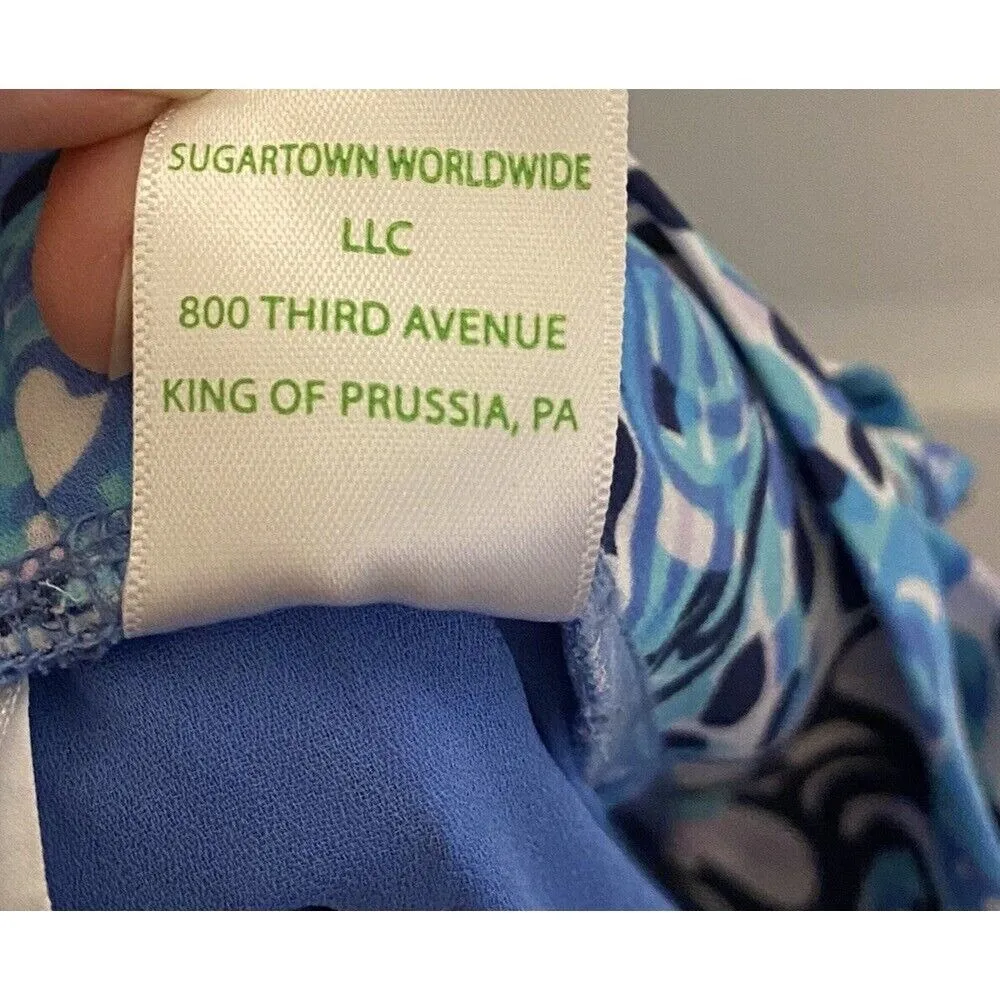 SUGARTOWN WORLDWIDE
LLC
800 THIRD AVENUE
KING OF PRUSSIA, PA